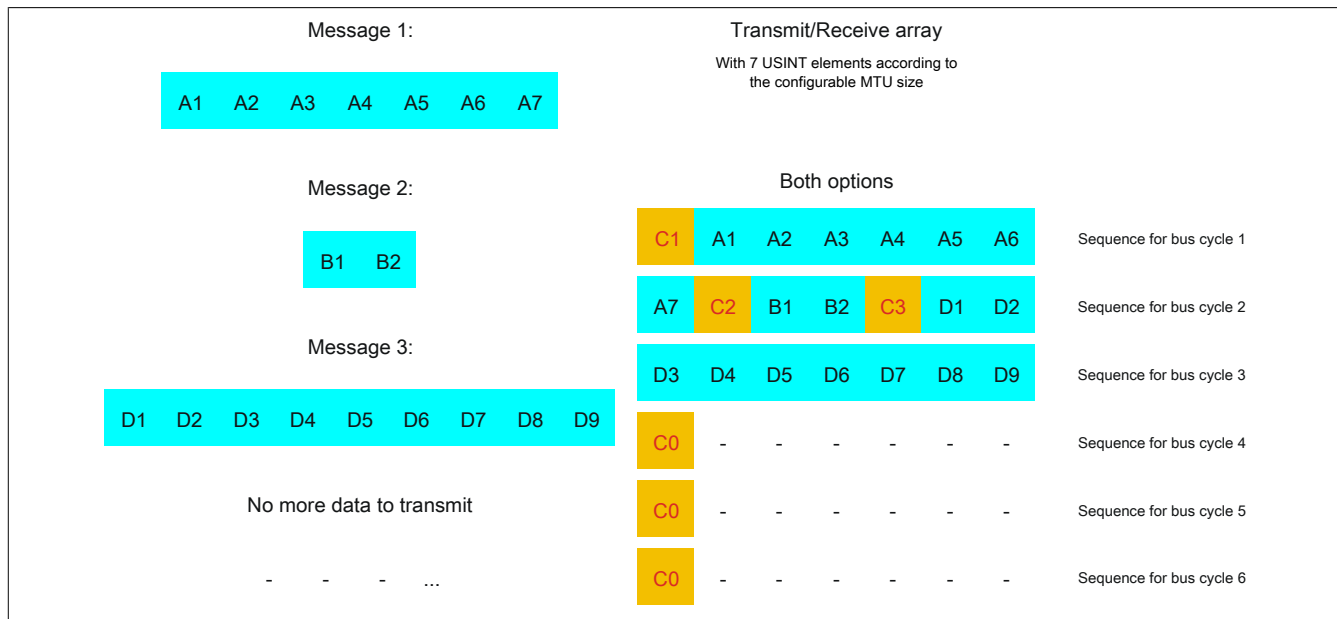 Message 1:
A1 A2 A3 A4 A5 A6 A7
Message 2:
B1 B2
Message 3:
D1 D2 D3 D4 D5 D6 D7 D8 D9
No more data to transmit
- - - ...
Transmit/Receive array
With 7 USINT elements according to
the configurable MTU size
Both options
C1 A1 A2 A3 A4 A5 A6 Sequence for bus cycle 1
A7 C2 B1 B2 C3 D1 D2 Sequence for bus cycle 2
D3 D4 D5 D6 D7 D8 D9 Sequence for bus cycle 3
C0 - - - - - - Sequence for bus cycle 4
C0 - - - - - - Sequence for bus cycle 5
C0 - - - - - - Sequence for bus cycle 6